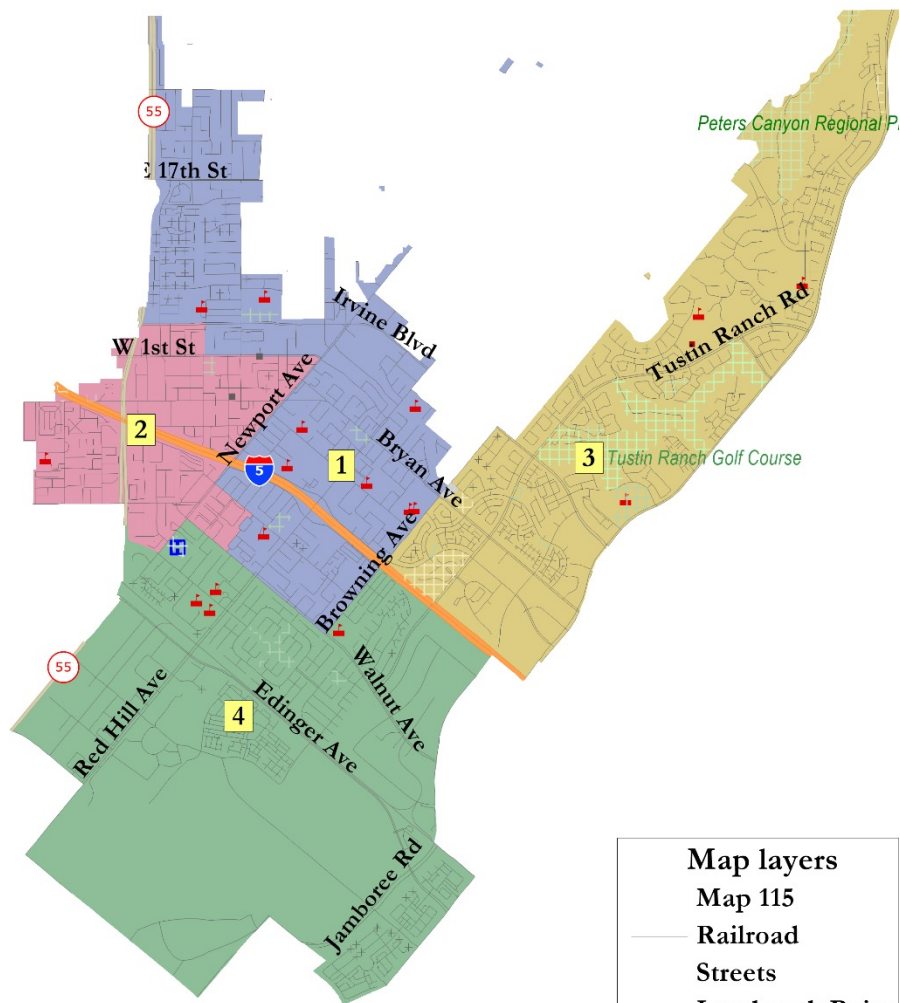 55
Peters Canyon Regional P
E 17th St
Irvine Blvd
Tustin Ranch Rd
W 1st St
Newport Ave
2
5
1
Bryan Ave
3
Tustin Ranch Golf Course
H
Browning Ave
55
Walnut Ave
Red Hill Ave
4
Edinger Ave
Jamboree Rd
Map layers
Map 115
Railroad
Streets